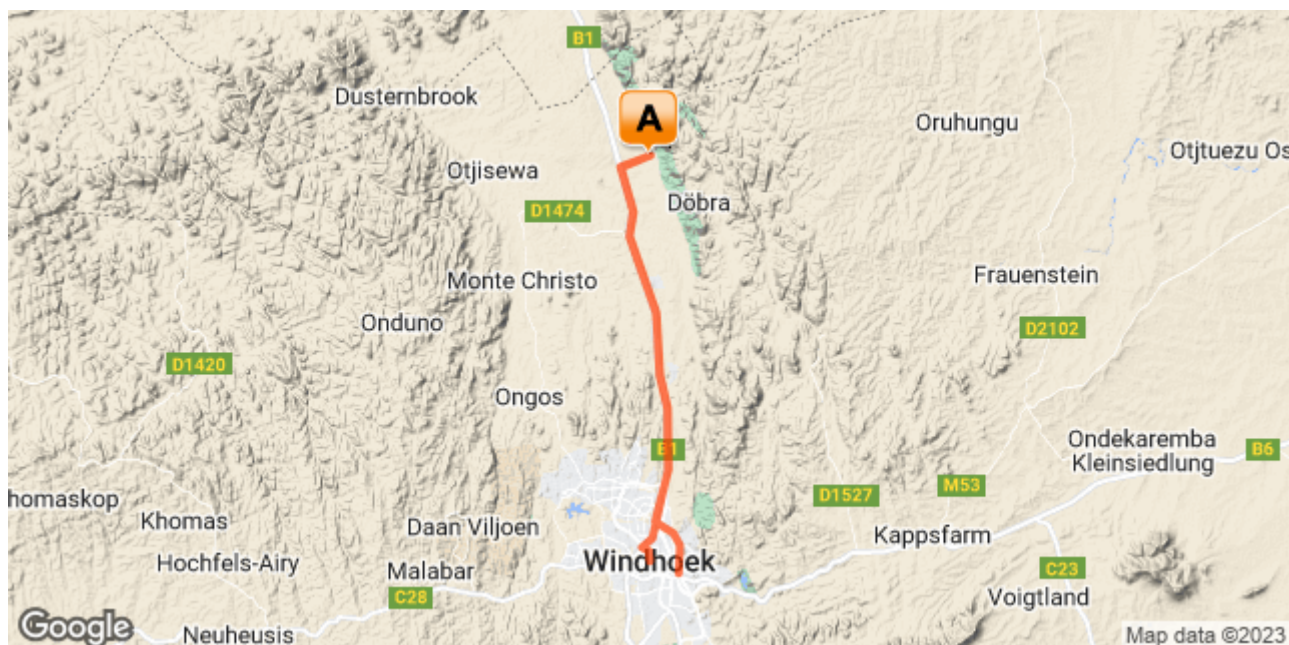 B1
Dusternbrook
A
Oruhungu
Otjtuezu Os
Otjisewa
Döbra
D1474
Frauenstein
Monte Christo
Onduno
D2102
D1420
Ongos
B1
Ondekaremba
Kleinsiedlung
B6
homaskop
Khomas
Daan Viljoen
D1527
M53
Kappsfarm
Hochfels-Airy
Malabar
Windhoek
C23
C28
Voigtland
Neuheusis
Google
Map data ©2023